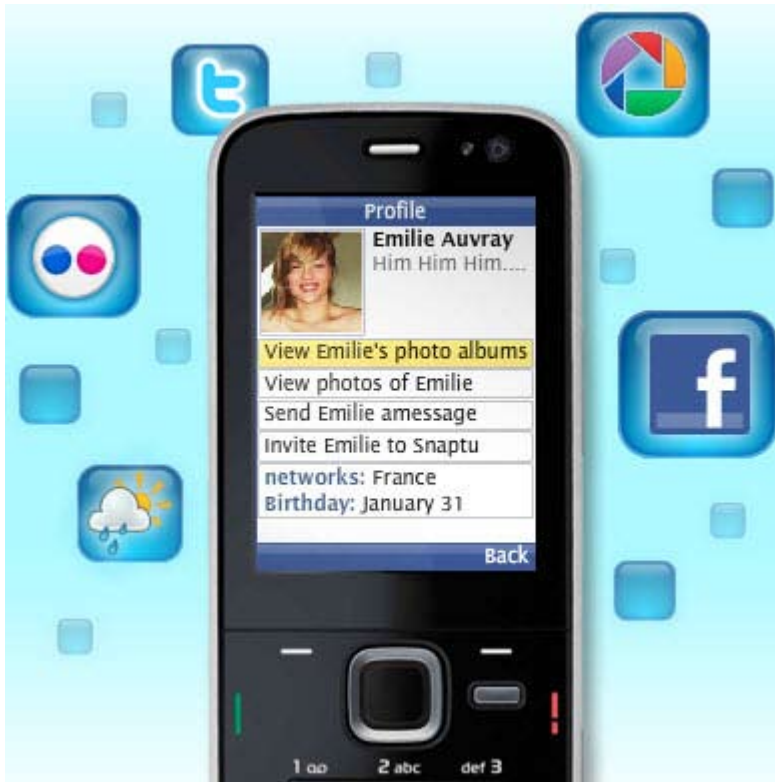 t
f
Profile
Emilie Auvray
Him Him Him....
View Emilie's photo albums
View photos of Emilie
Send Emilie amessage
Invite Emilie to Snaptu
networks: France
Birthday: January 31
Back
1 2 abc def 3